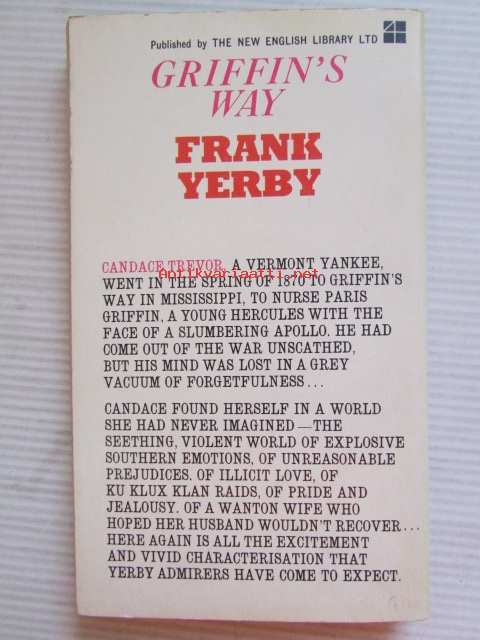 Published by THE NEW ENGLISH LIBRARY LTD
GRIFFIN'S
WAY
FRANK
YERBY
CANDACE TREVOR, A VERMONT YANKEE,
Antikvariaatti.net
WENT IN THE SPRING OF 1870 TO GRIFFIN'S
WAY IN MISSISSIPPI, TO NURSE PARIS
GRIFFIN, A YOUNG HERCULES WITH THE
FACE OF A SLUMBERING APOLLO. HE HAD
COME OUT OF THE WAR UNSCATHED,
BUT HIS MIND WAS LOST IN A GREY
VACUUM OF FORGETFULNESS...
CANDACE FOUND HERSELF IN A WORLD
SHE HAD NEVER IMAGINED—THE
SEETHING, VIOLENT WORLD OF EXPLOSIVE
SOUTHERN EMOTIONS, OF UNREASONABLE
PREJUDICES. OF ILLICIT LOVE, OF
KU KLUX KLAN RAIDS, OF PRIDE AND
JEALOUSY. OF A WANTON WIFE WHO
HOPED HER HUSBAND WOULDN'T RECOVER...
HERE AGAIN IS ALL THE EXCITEMENT
AND VIVID CHARACTERISATION THAT
YERBY ADMIRERS HAVE COME TO EXPECT.